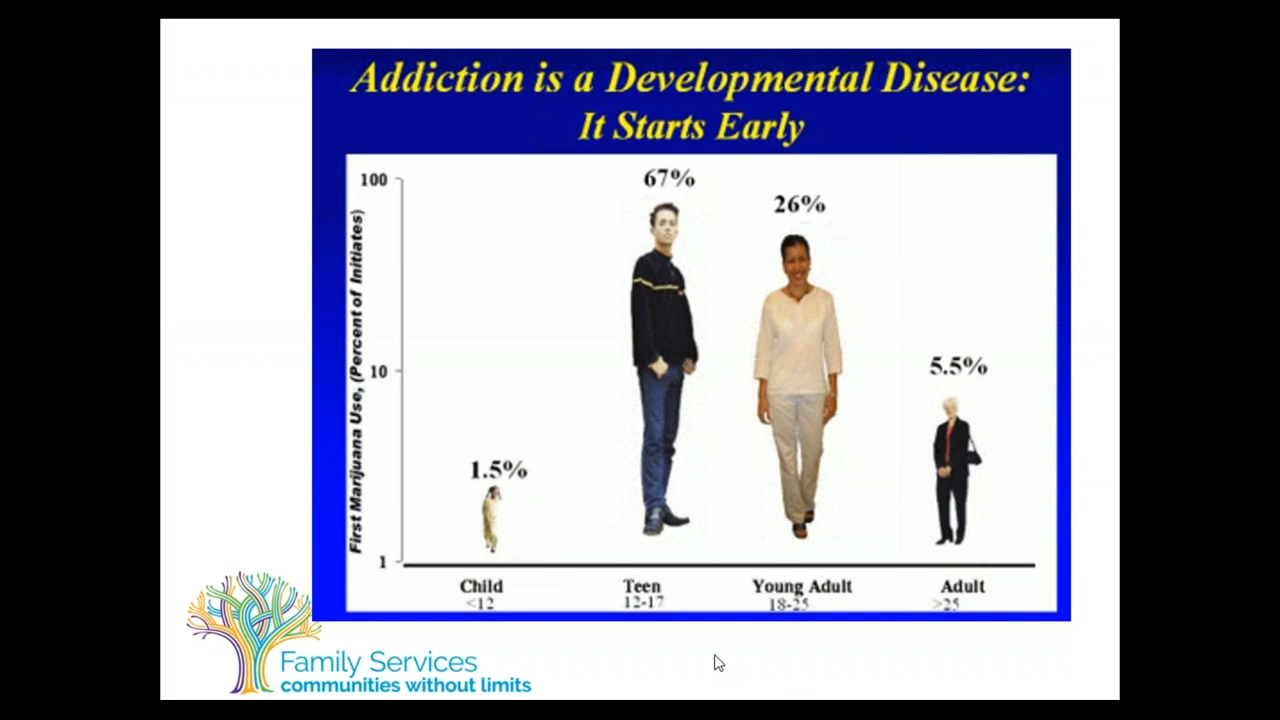 Addiction is a Developmental Disease:
It Starts Early
First Marijuana Use, (Percent of Initiates)
100
10
1
1.5%
67%
26%
5.5%
Child
<12
Teen
12-17
Young Adult
18-25
Adult
>25
Family Services
communities without limits